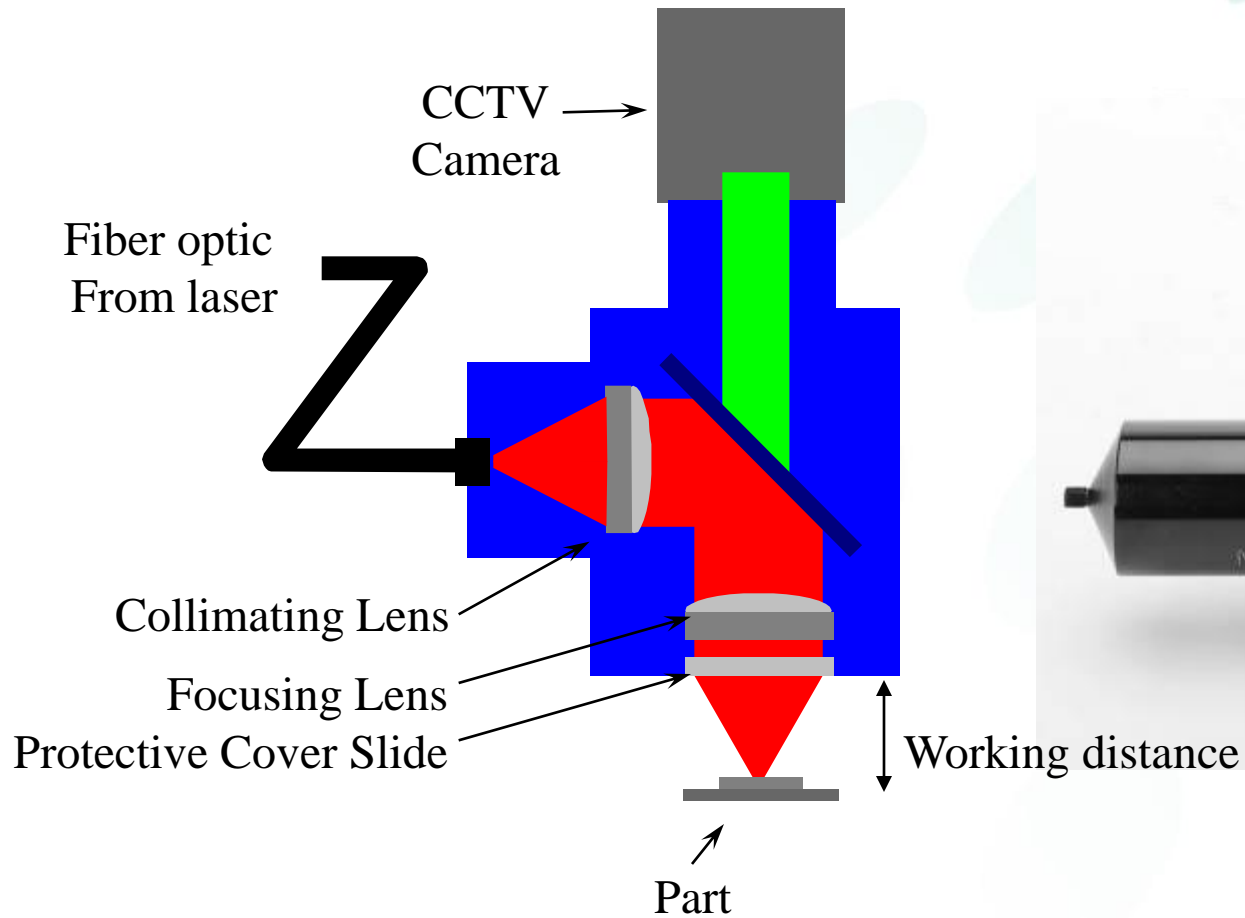 CCTV
Camera
Fiber optic
From laser
Collimating Lens
Focusing Lens
Protective Cover Slide
Working distance
Part